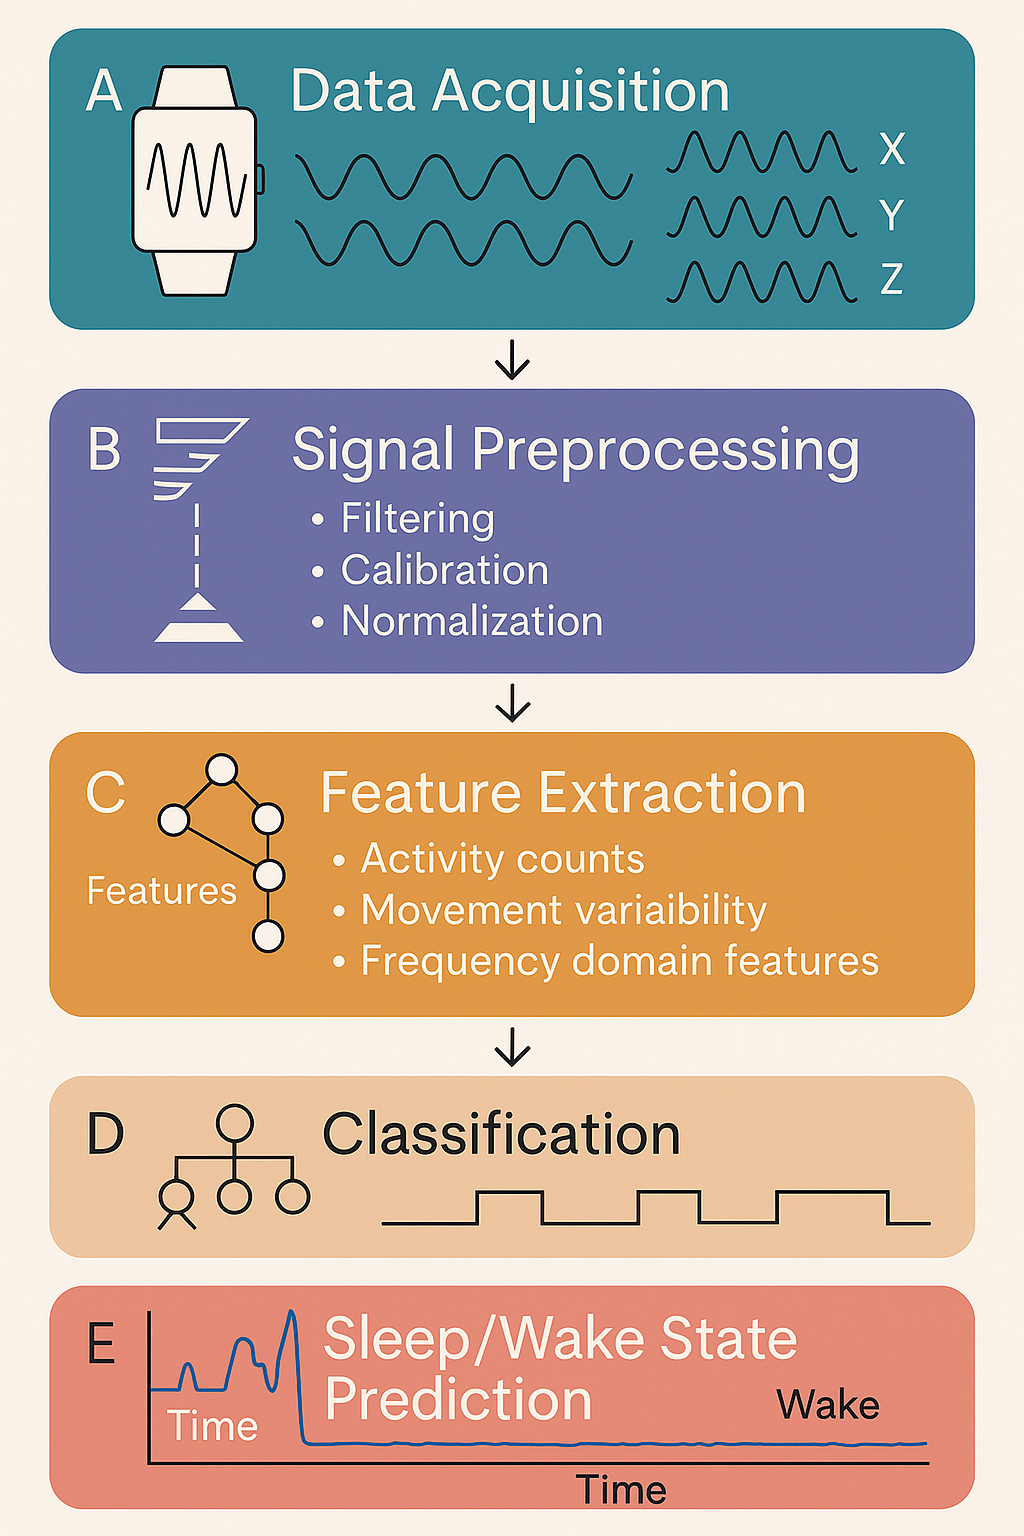 A
Data Acquisition
X
Y
Z
B
Signal Preprocessing
• Filtering
• Calibration
• Normalization
C
Feature Extraction
Features
• Activity counts
• Movement variaibility
• Frequency domain features
D
Classification
E
Sleep/Wake State
Prediction
Wake
Time
Time